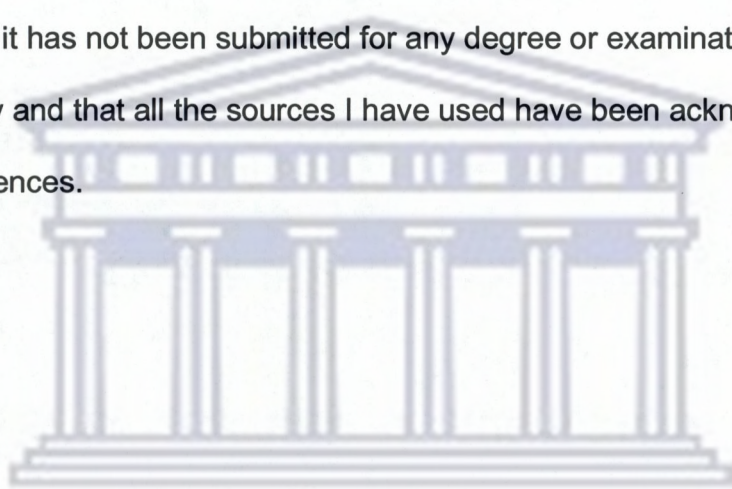 it has not been submitted for any degree or examinat
and that all the sources I have used have been ackn
ences.